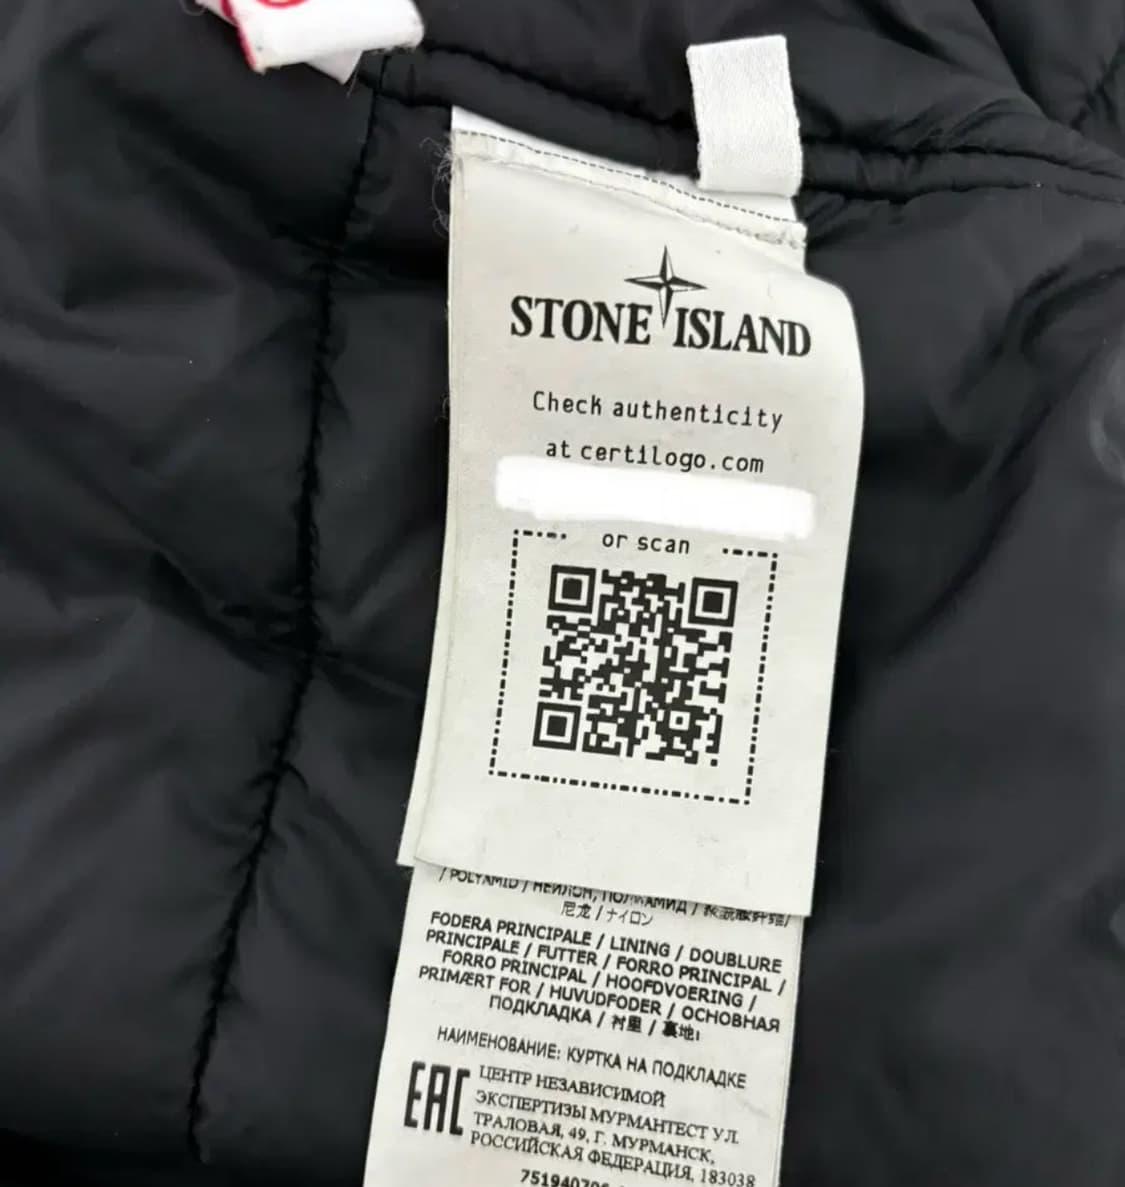 STONE ISLAND
Check authenticity
at certilogo.com
or scan
/ POLYAMID / НЕЙЛОН, ПОЛИАМИД /
尼龙 / ナイロン
FODERA PRINCIPALE / LINING / DOUBLURE
PRINCIPALE / FUTTER / FORRO PRINCIPAL /
FORRO PRINCIPAL / HOOFDVOERING /
PRIMÆRT FOR / HUVUDFODER / ОСНОВНАЯ
ПОДКЛАДКА / 衬里 / 裏地:
НАИМЕНОВАНИЕ: КУРТКА НА ПОДКЛАДКЕ
EAC
ЦЕНТР НЕЗАВИСИМОЙ
ЭКСПЕРТИЗЫ МУРМАНТЕСТ УЛ.
ТРАЛОВАЯ, 49, Г. МУРМАНСК,
РОССИЙСКАЯ ФЕДЕРАЦИЯ, 183038